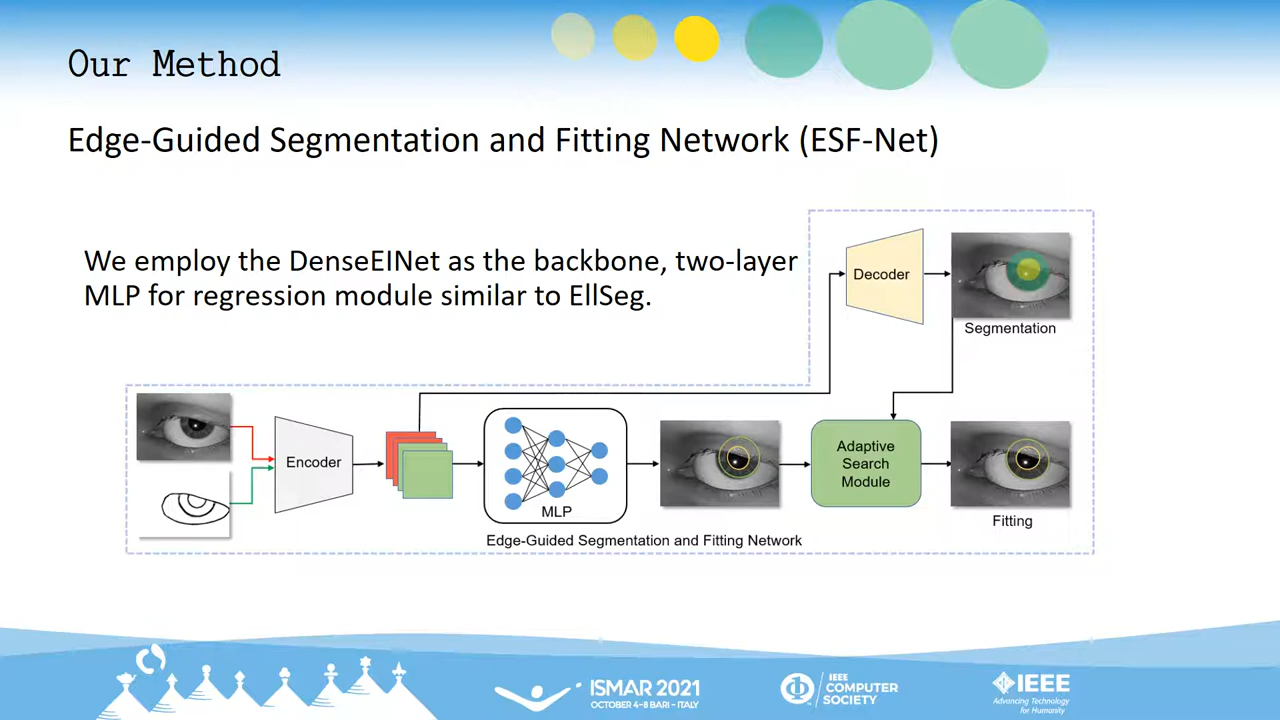 Our Method
Edge-Guided Segmentation and Fitting Network (ESF-Net)
We employ the DenseElNet as the backbone, two-layer
MLP for regression module similar to EllSeg.
Decoder
Segmentation
Encoder
MLP
Adaptive
Search
Module
Fitting
Edge-Guided Segmentation and Fitting Network
ISMAR 2021
OCTOBER 4-8 BARI - ITALY
IEEE
COMPUTER
SOCIETY
IEEE
Advancing Technology
for Humanity